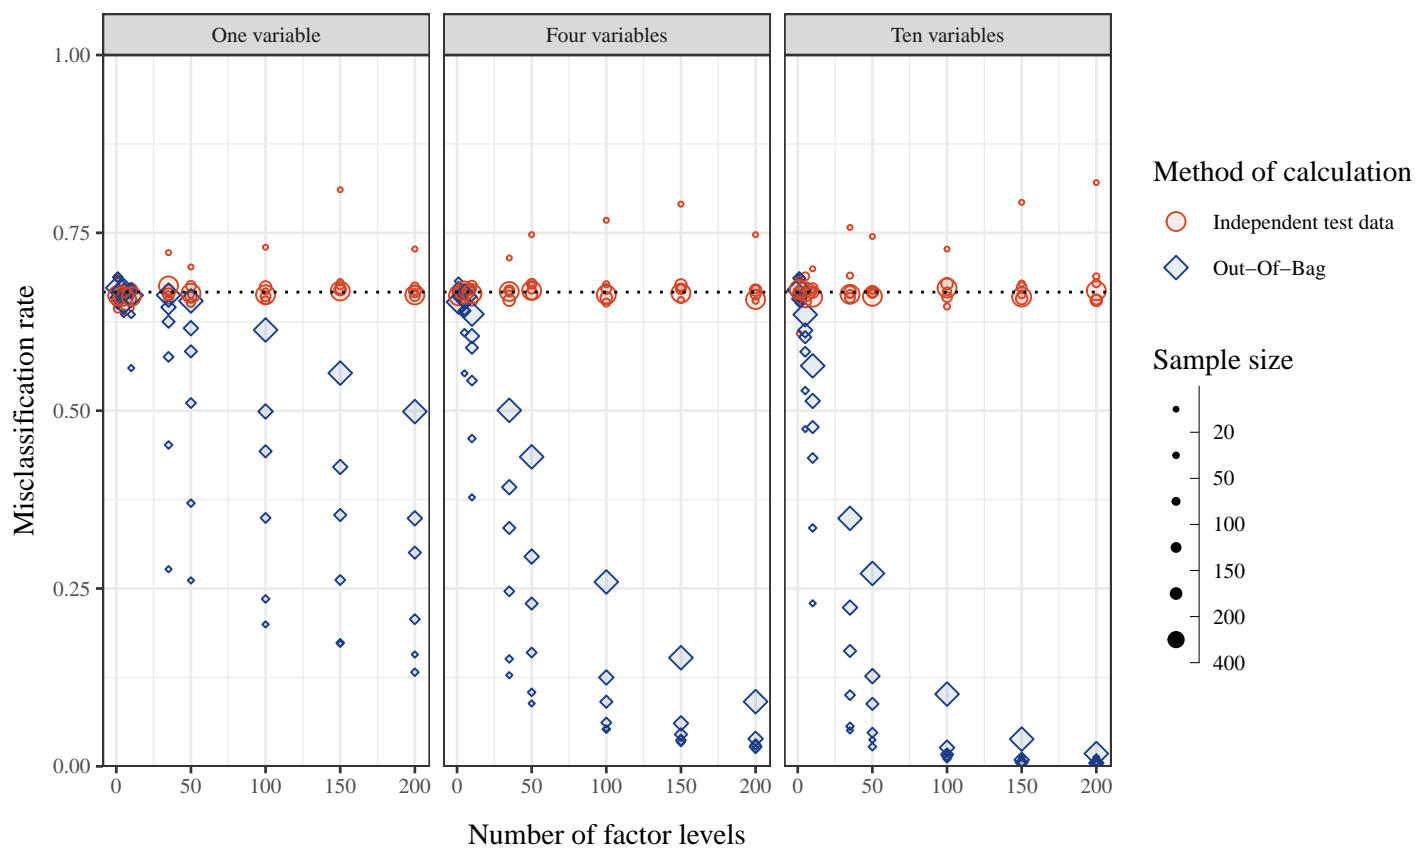 One variable
Four variables
Ten variables
1.00
0.75
0.50
0.25
0.00
Misclassification rate
0 50 100 150 200
0 50 100 150 200
0 50 100 150 200
Number of factor levels
Method of calculation
Independent test data
Out−Of−Bag
Sample size
20
50
100
150
200
400